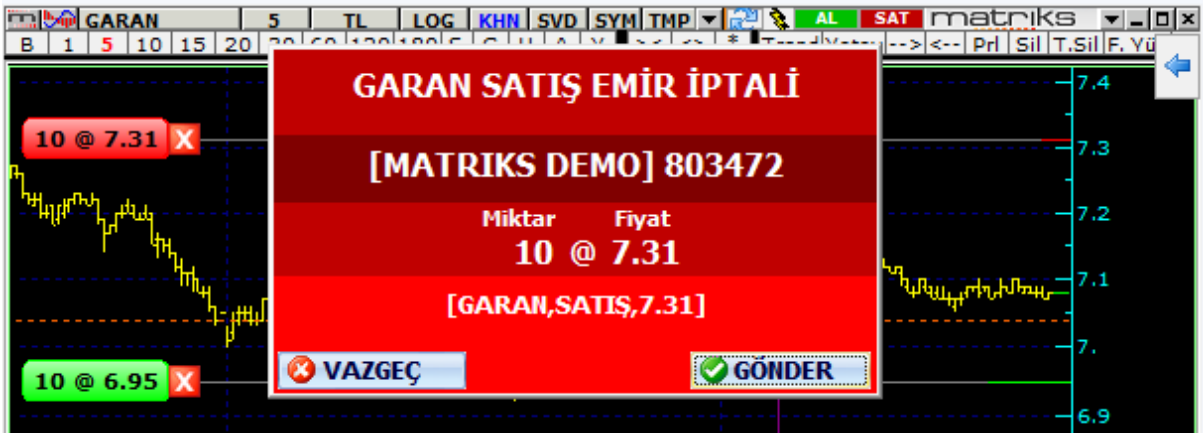 GARAN 5 TL LOG KHN SVD SYM TMP AL SAT matriks
B 1 5 10 15 20 --> <-- Prl Sil T.Sil F. Yü
GARAN SATIŞ EMİR İPTALİ
7.4
10 @ 7.31 X
7.3
[MATRIKS DEMO] 803472
Miktar Fiyat
7.2
10 @ 7.31
7.1
[GARAN,SATIŞ,7.31]
7.
VAZGEÇ GÖNDER
10 @ 6.95 X
6.9